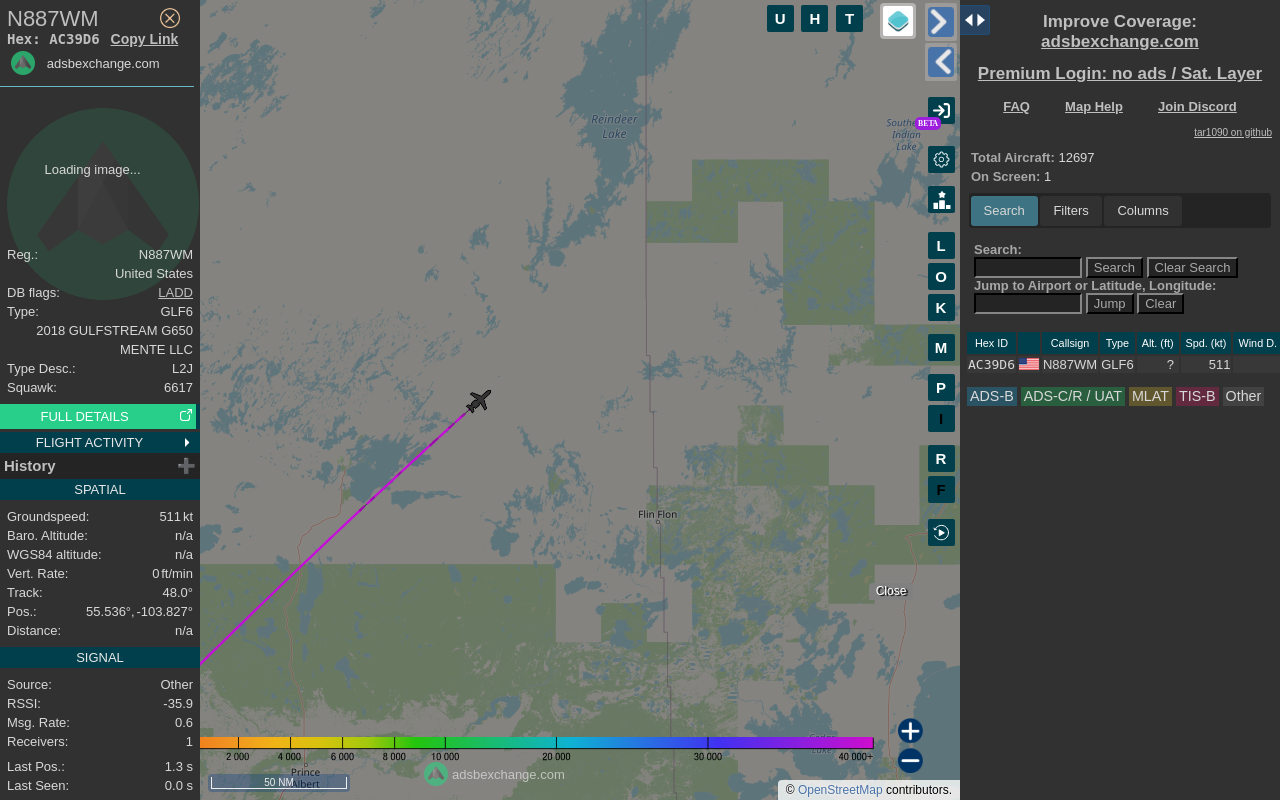 N887WM
Hex: AC39D6 Copy Link
adsbexchange.com
Loading image...
Reg.: N887WM
United States
DB flags: LADD
Type: GLF6
2018 GULFSTREAM G650
MENTE LLC
Type Desc.: L2J
Squawk: 6617
FULL DETAILS
FLIGHT ACTIVITY
History
SPATIAL
Groundspeed: 511 kt
Baro. Altitude: n/a
WGS84 altitude: n/a
Vert. Rate: 0 ft/min
Track: 48.0°
Pos.: 55.536°, -103.827°
Distance: n/a
SIGNAL
Source: Other
RSSI: -35.9
Msg. Rate: 0.6
Receivers: 1
Last Pos.: 1.3 s
Last Seen: 0.0 s
U H T
Reindeer
Lake
Indian
Lake
BETA
L
O
K
M
P
I
R
F
Flin Flon
Close
Lake
2 000 4 000 6 000 8 000 10 000 20 000 30 000 40 000+
Prince
Albert
50 NM
adsbexchange.com
© OpenStreetMap contributors.
Improve Coverage:
adsbexchange.com
Premium Login: no ads / Sat. Layer
FAQ Map Help Join Discord
tar1090 on github
Total Aircraft: 12697
On Screen: 1
Search Filters Columns
Search:
Search Clear Search
Jump to Airport or Latitude, Longitude:
Jump Clear
Hex ID Callsign Type Alt. (ft) Spd. (kt) Wind D.
AC39D6 N887WM GLF6 ? 511
ADS-B ADS-C/R / UAT MLAT TIS-B Other